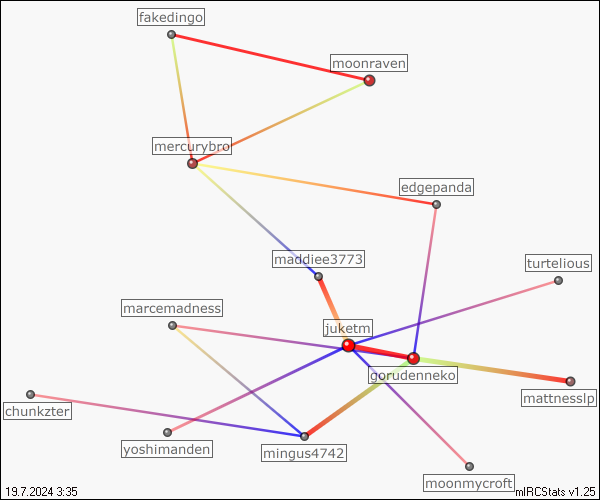 fakedingo
moonraven
mercurybro
edgepanda
maddiee3773
turtelious
marcemadness
juketm
gorudenneko
mattnesslp
chunkzter
yoshimanden
mingus4742
moonmycroft
19.7.2024 3:35
mIRCStats v1.25